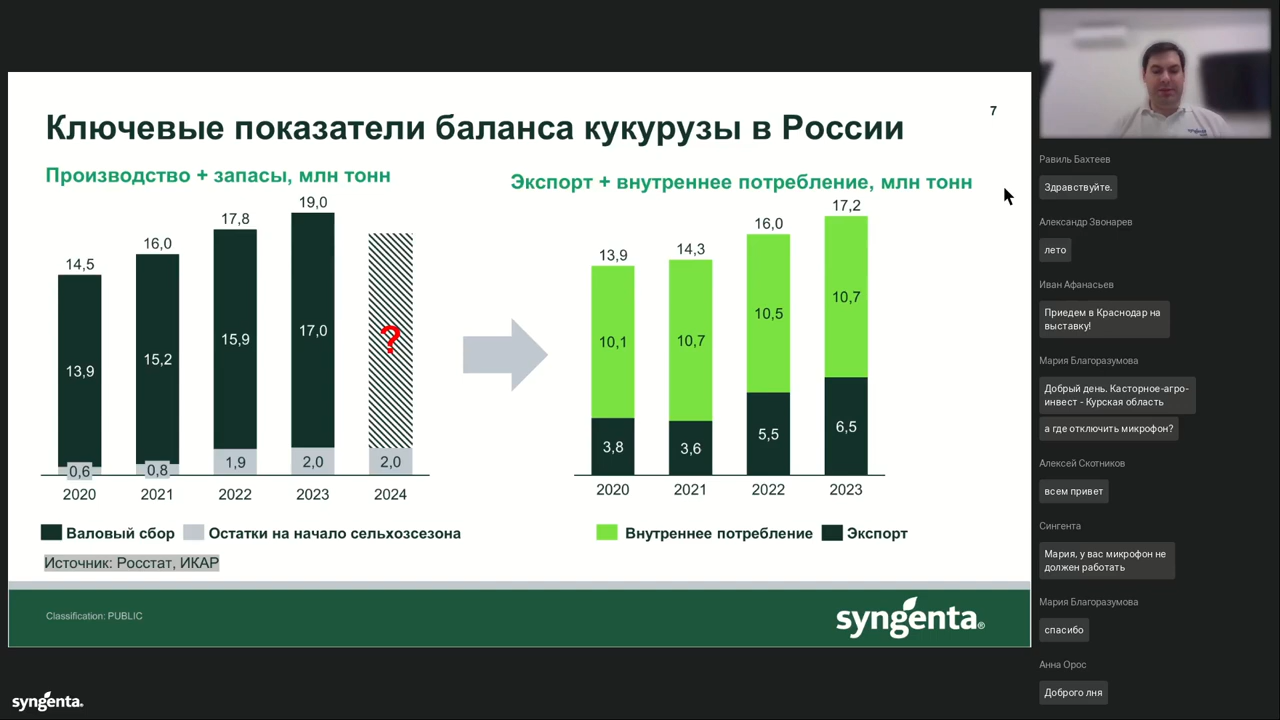 7
Ключевые показатели баланса кукурузы в России
Производство + запасы, млн тонн
14,5
16,0
17,8
19,0
13,9
15,2
15,9
17,0
?
0,6
0,8
1,9
2,0
2,0
2020
2021
2022
2023
2024
Валовый сбор
Остатки на начало сельхозсезона
Источник: Росстат, ИКАР
Экспорт + внутреннее потребление, млн тонн
13,9
14,3
16,0
17,2
10,1
10,7
10,5
10,7
3,8
3,6
5,5
6,5
2020
2021
2022
2023
Внутреннее потребление
Экспорт
Classification: PUBLIC
syngenta®
syngenta.
Равиль Бахтеев
Здравствуйте.
Александр Звонарев
лето
Иван Афанасьев
Приедем в Краснодар на
выставку!
Мария Благоразумова
Добрый день. Касторное-агро-
инвест - Курская область
а где отключить микрофон?
Алексей Скотников
всем привет
Сингента
Мария, у вас микрофон не
должен работать
Мария Благоразумова
спасибо
Анна Орос
Доброго лня